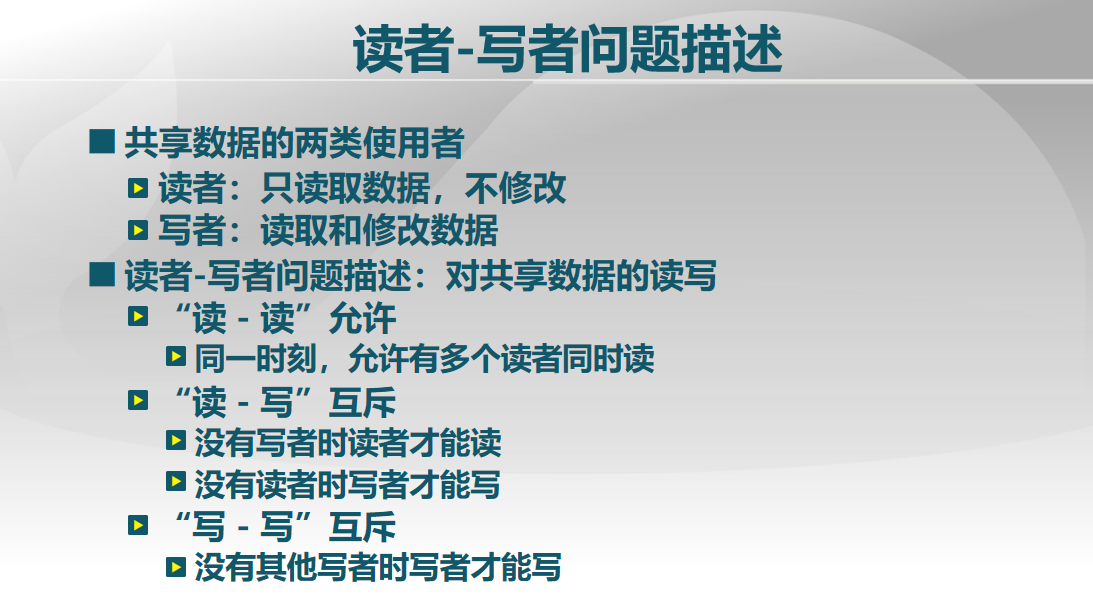 读者-写者问题描述
共享数据的两类使用者
读者：只读取数据，不修改
写者：读取和修改数据
读者-写者问题描述：对共享数据的读写
“读 - 读”允许
同一时刻，允许有多个读者同时读
“读 - 写”互斥
没有写者时读者才能读
没有读者时写者才能写
“写 - 写”互斥
没有其他写者时写者才能写